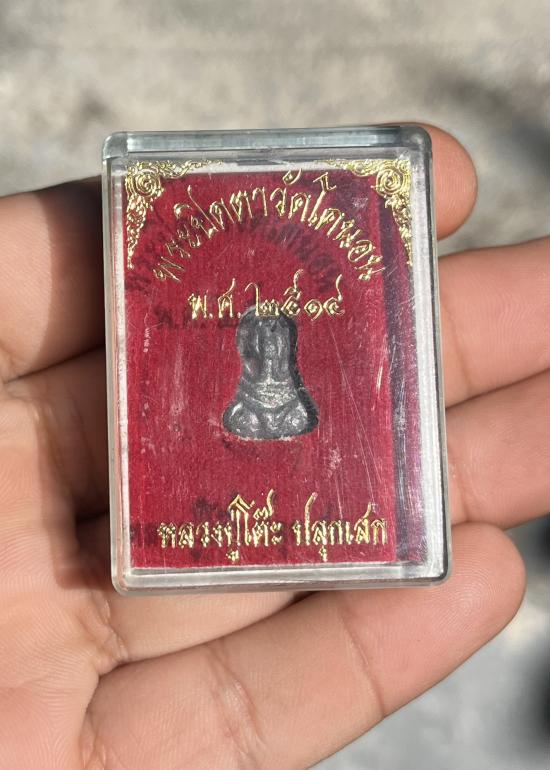 พระปิดตาวัดโคนอน
พ.ศ. ๒๕๑๔
หลวงปู่โต๊ะ ปลุกเสก